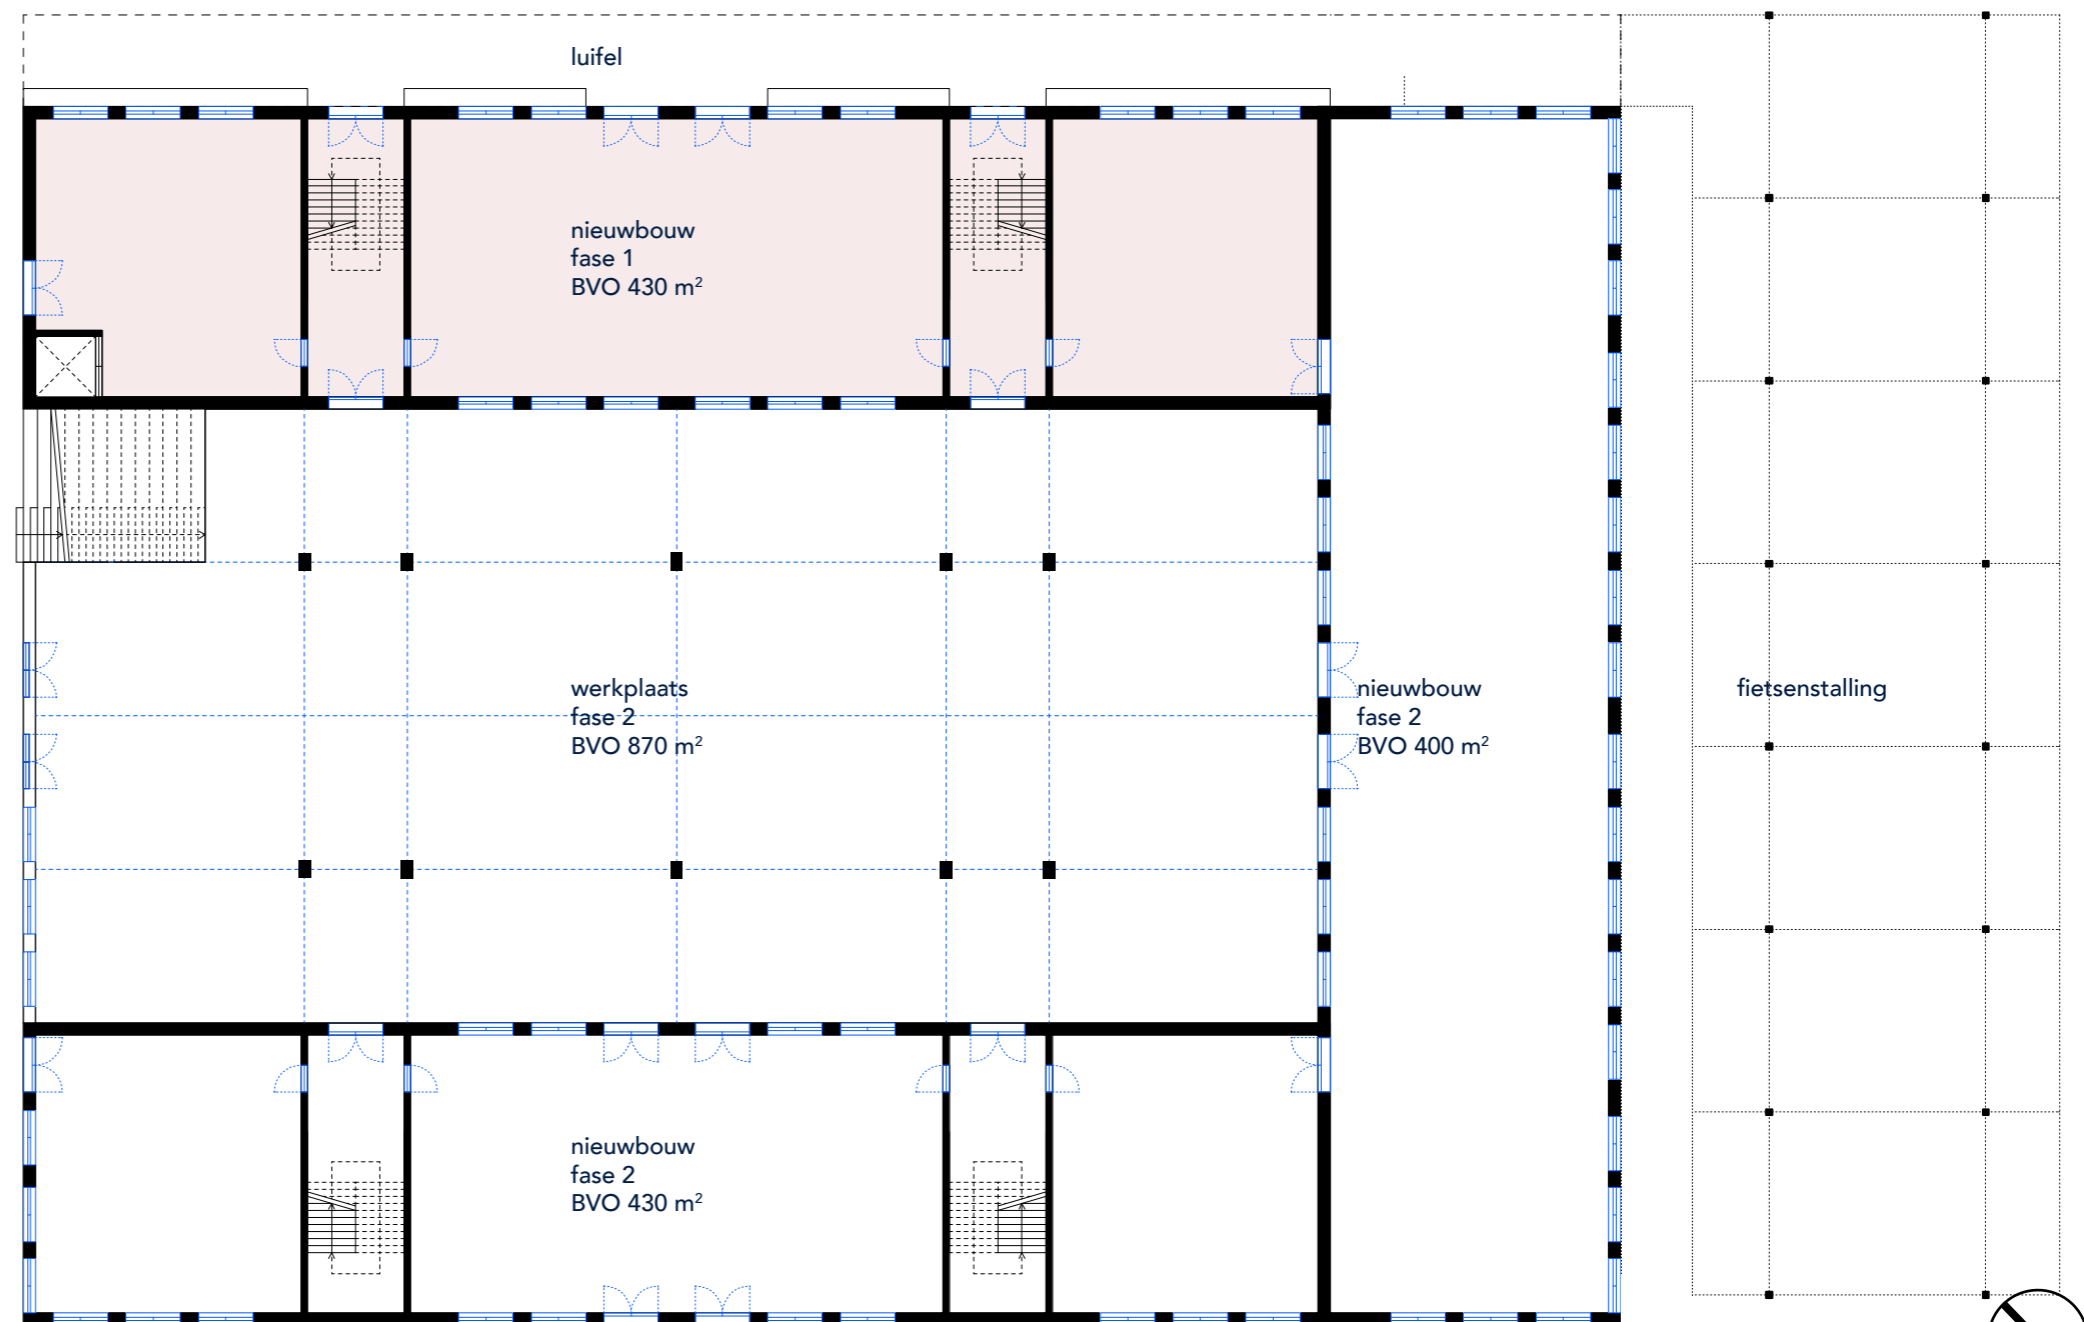 luifel
nieuwbouw
fase 1
BVO 430 m²
werkplaats
fase 2
BVO 870 m²
nieuwbouw
fase 2
BVO 400 m²
fietsenstalling
nieuwbouw
fase 2
BVO 430 m²